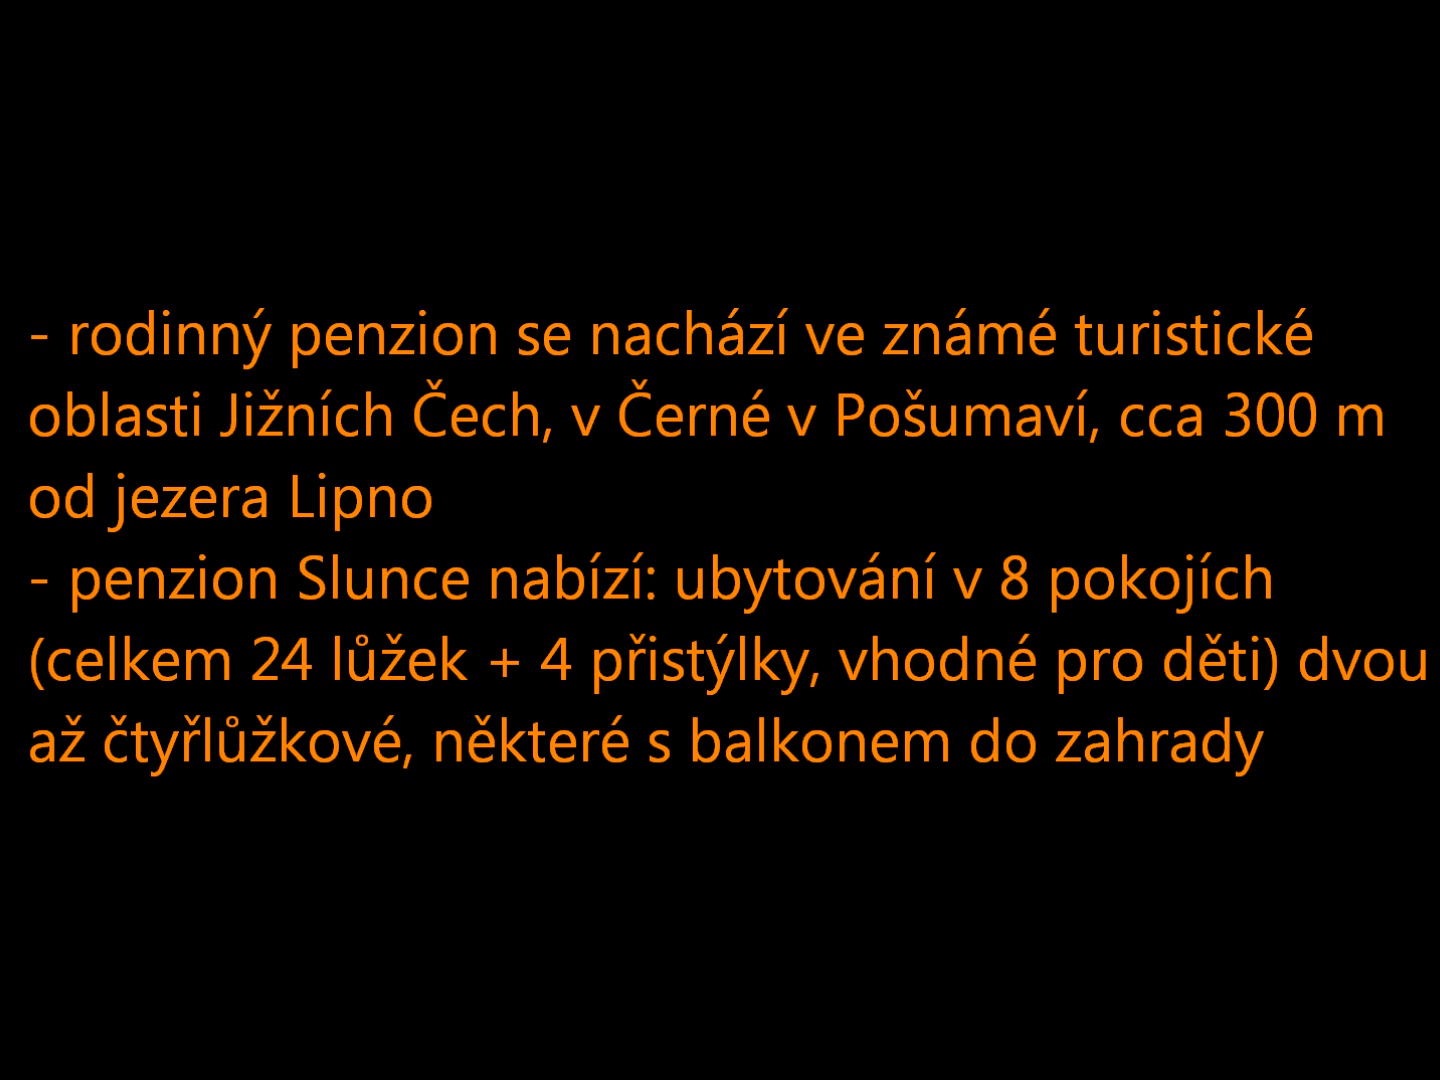 - rodinný penzion se nachází ve známé turistické
oblasti Jižních Čech, v Černé v Pošumaví, cca 300 m
od jezera Lipno
- penzion Slunce nabízí: ubytování v 8 pokojích
(celkem 24 lůžek + 4 přistýlky, vhodné pro děti) dvou
až čtyřlůžkové, některé s balkonem do zahrady